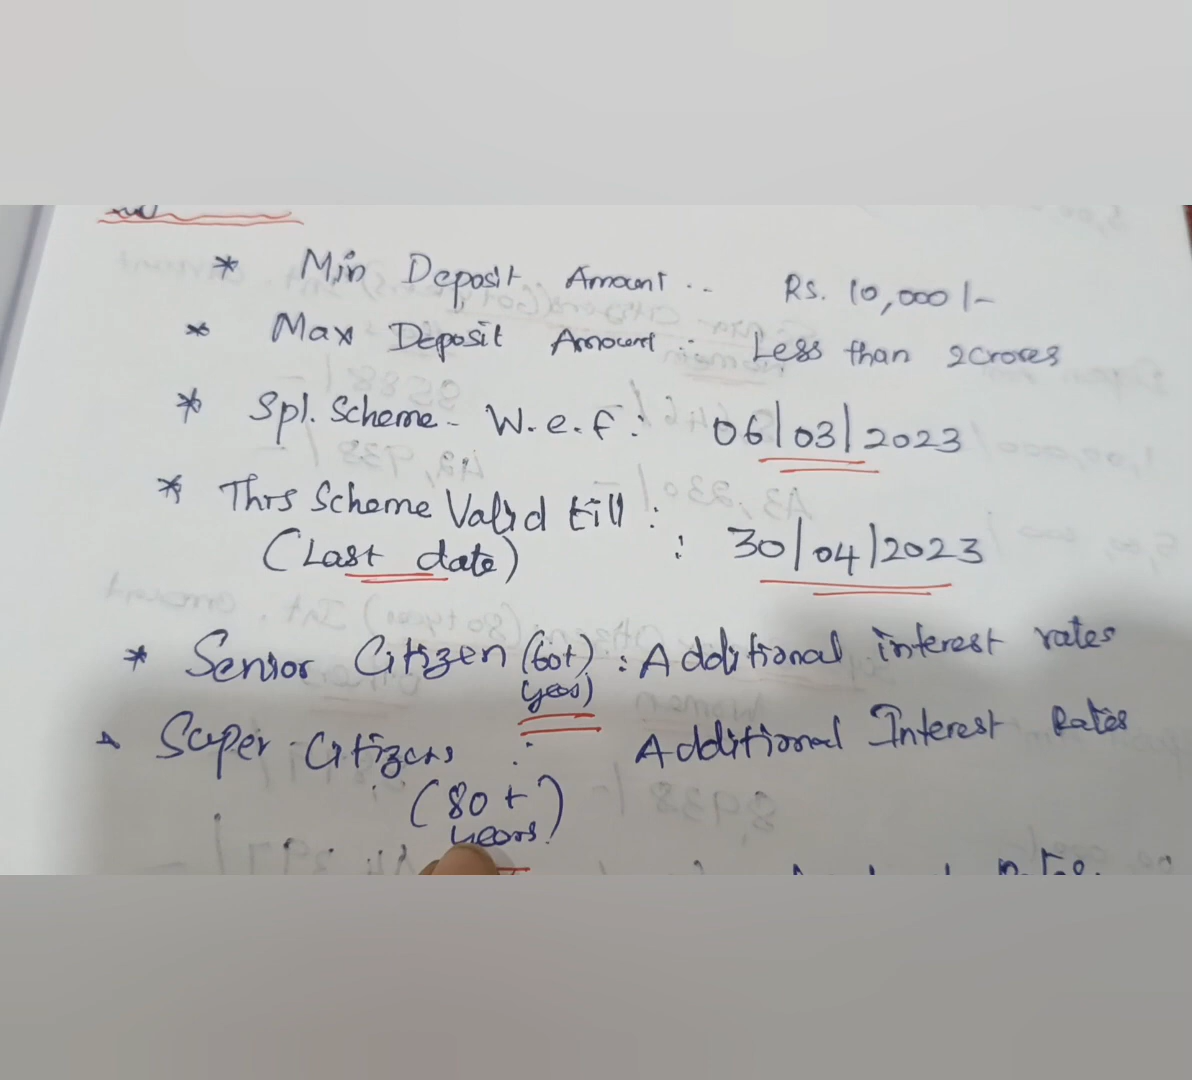 * Min Deposit Amount .. Rs. 10,000/-
* Max Deposit Amount .. Less than 2crores
* Spl. Scheme - W.e.f : 06/03/2023
* This Scheme Valid till :
(Last date) : 30/04/2023
* Senior Citizen (60+ : Additional interest rates
years)
* Super Citizens : Additional Interest Rates
(80+
years)